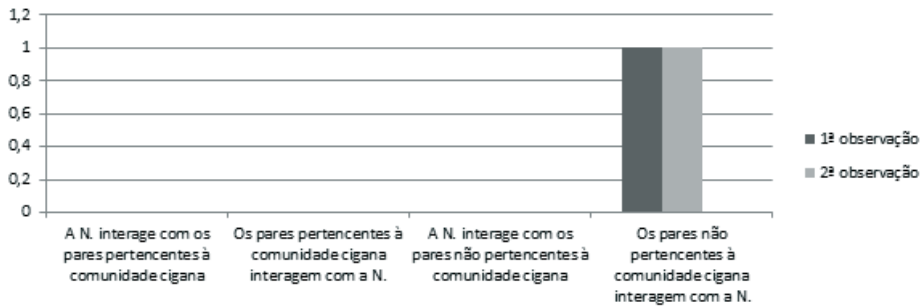 1,2
1
0,8
0,6
0,4
0,2
0
A N. interage com os
pares pertencentes à
comunidade cigana
Os pares pertencentes à
comunidade cigana
interagem com a N.
A N. interage com os
pares não pertencentes à
comunidade cigana
Os pares não
pertencentes à
comunidade cigana
interagem com a N.
1ª observação
2ª observação